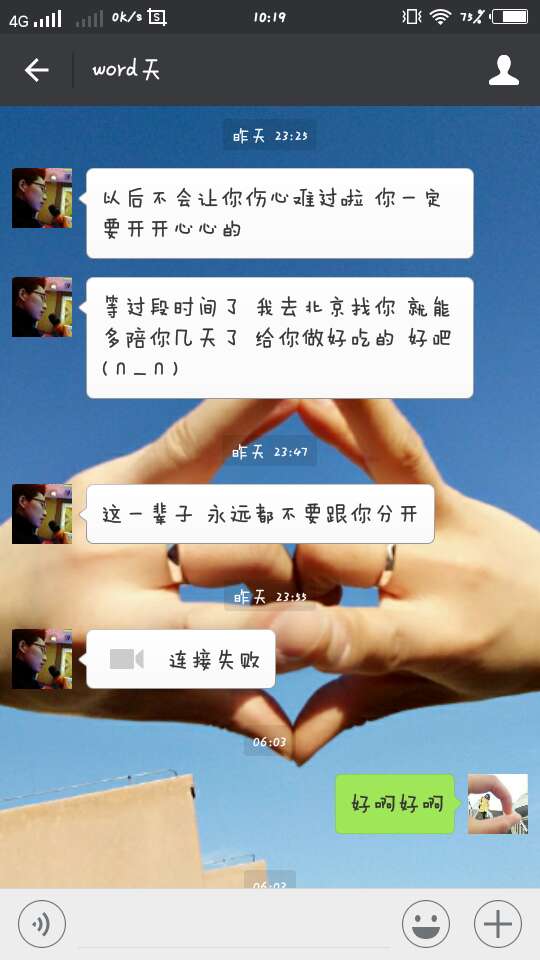 4G 0k/s 10:19 75%
word天
昨天 23:25
以后不会让你伤心难过啦 你一定
要开开心心的
等过段时间了 我去北京找你 就能
多陪你几天了 给你做好吃的 好吧
(∩_∩)
昨天 23:47
这一辈子 永远都不要跟你分开
昨天 23:55
连接失败
06:03
好啊好啊
06:03